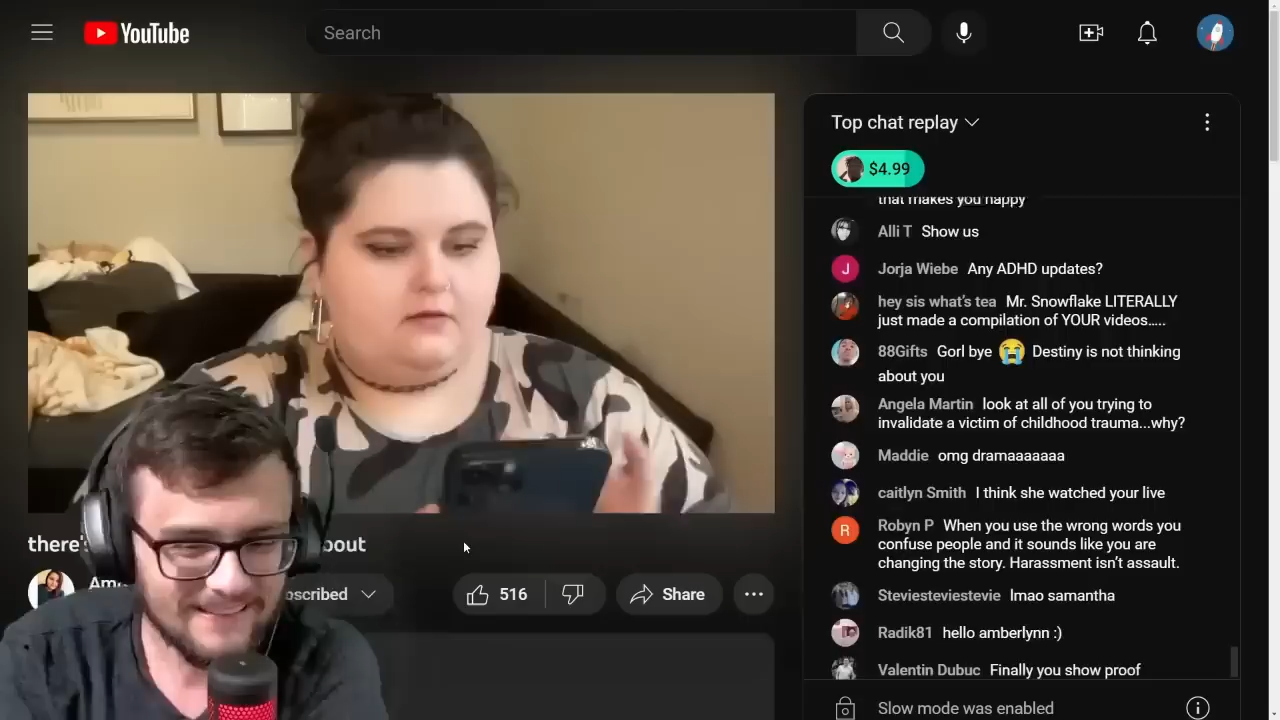 YouTube
Search
Top chat replay
$4.99
that makes you happy
Alli T Show us
Jorja Wiebe Any ADHD updates?
J
hey sis what's tea Mr. Snowflake LITERALLY
just made a compilation of YOUR videos.....
88Gifts Gorl bye 😭 Destiny is not thinking
about you
Angela Martin look at all of you trying to
invalidate a victim of childhood trauma...why?
Maddie omg dramaaaaaaa
caitlyn Smith I think she watched your live
R
Robyn P When you use the wrong words you
confuse people and it sounds like you are
changing the story. Harassment isn't assault.
Steviesteviestevie lmao samantha
Radik81 hello amberlynn :)
Valentin Dubuc Finally you show proof
Slow mode was enabled
there's bout
Am
bscribed
516
Share